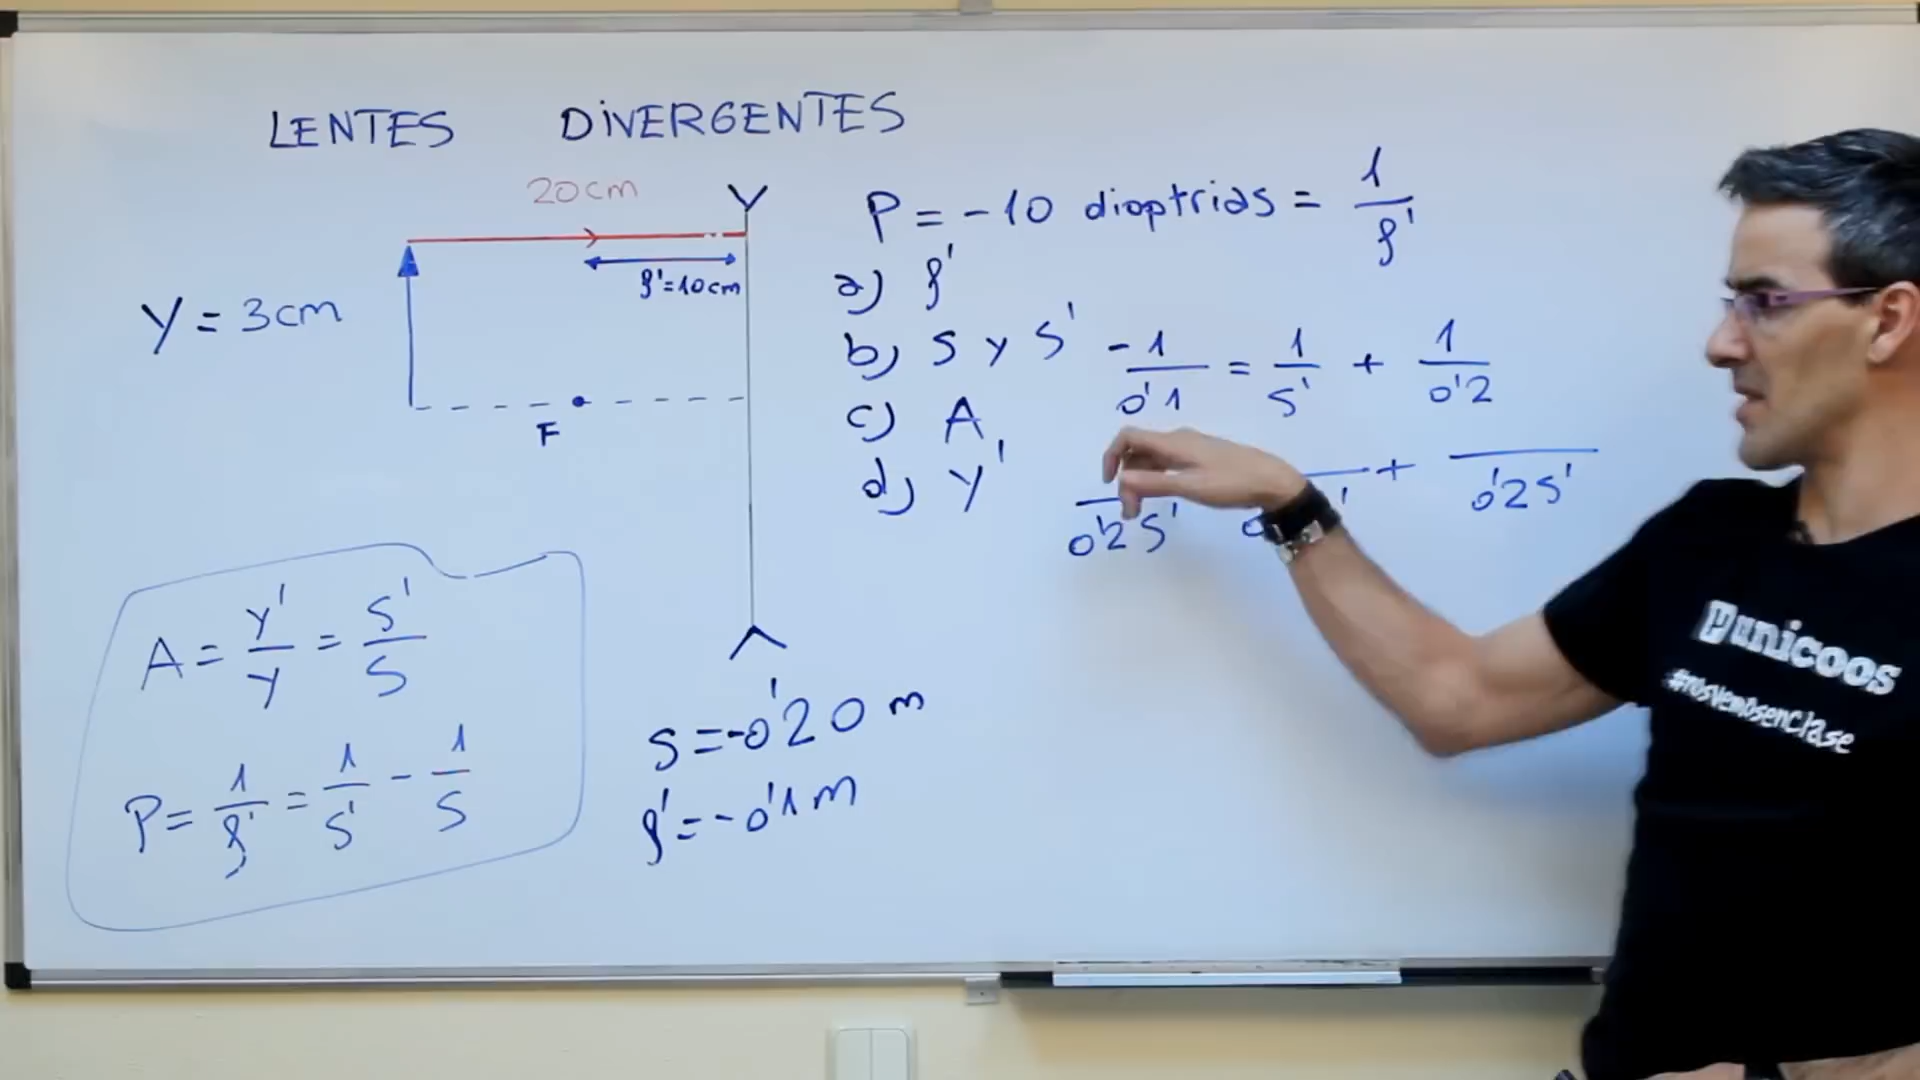 LENTES DIVERGENTES
20cm
Y
f'=10cm
Y = 3cm
F
P = -10 dioptrias = 1/f'
a) f'
b) S y S'
-1/0'1 = 1/S' + 1/0'2
c) A
d) Y'
0'2S' + 0'2S'
A = Y'/Y = S'/S
P = 1/f' = 1/S' - 1/S
S = -0'20 m
f' = -0'1 m
unicoos
#nosvemosenclase